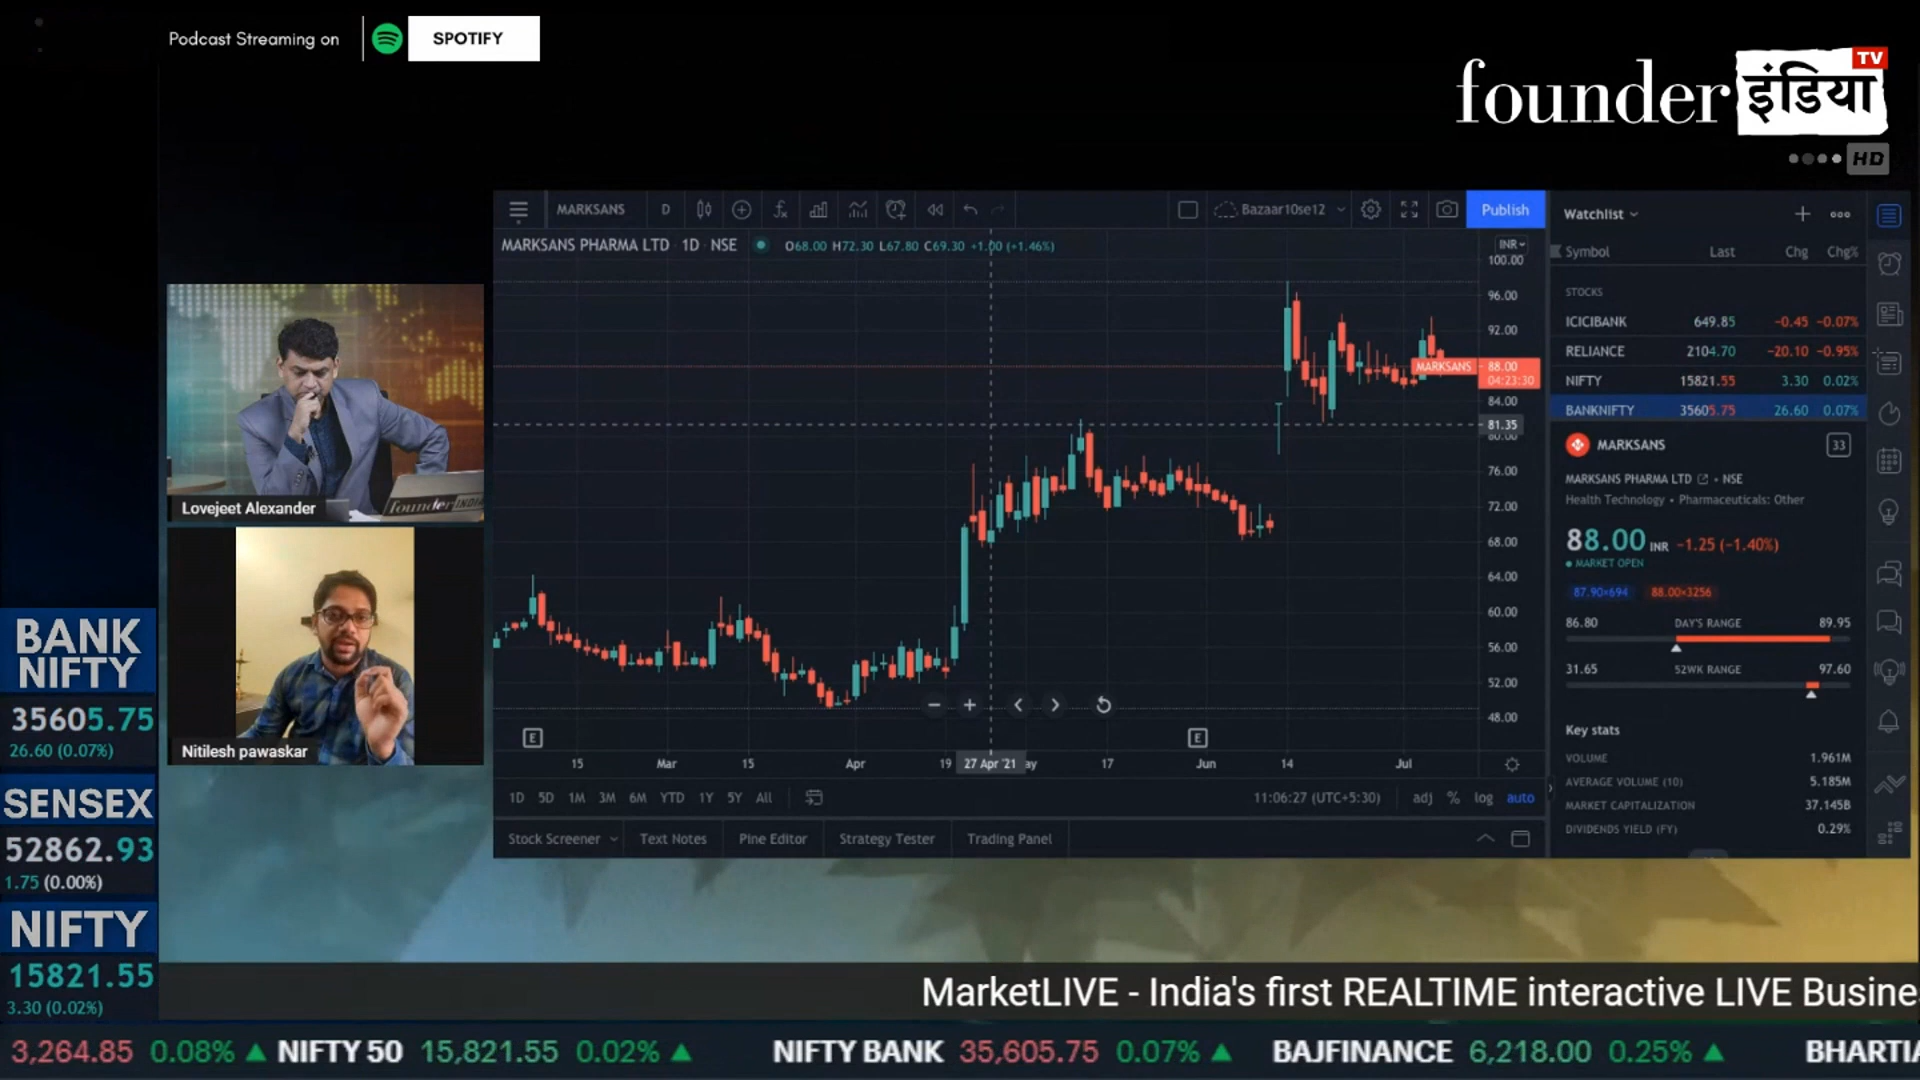 Podcast Streaming on SPOTIFY
founder इंडिया TV
HD
MARKSANS D Bazaar10se12 Publish
MARKSANS PHARMA LTD 1D NSE O68.00 H72.30 L67.80 C69.30 +1.00 (+1.46%)
INR
100.00
96.00
92.00
MARKSANS 88.00
04:23:30
84.00
81.35
80.00
76.00
72.00
68.00
64.00
60.00
56.00
52.00
48.00
E E
15 Mar 15 Apr 19 27 Apr '21 ay 17 Jun 14 Jul
1D 5D 1M 3M 6M YTD 1Y 5Y All 11:06:27 (UTC+5:30) adj % log auto
Stock Screener Text Notes Pine Editor Strategy Tester Trading Panel
Watchlist
Symbol Last Chg Chg%
STOCKS
ICICIBANK 649.85 -0.45 -0.07%
RELIANCE 2104.70 -20.10 -0.95%
NIFTY 15821.55 3.30 0.02%
BANKNIFTY 35605.75 26.60 0.07%
MARKSANS 33
MARKSANS PHARMA LTD • NSE
Health Technology • Pharmaceuticals: Other
88.00 INR -1.25 (-1.40%)
MARKET OPEN
87.90×694 88.00×3256
86.80 DAY'S RANGE 89.95
31.65 52WK RANGE 97.60
Key stats
VOLUME 1.961M
AVERAGE VOLUME (10) 5.185M
MARKET CAPITALIZATION 37.145B
DIVIDENDS YIELD (FY) 0.29%
founder INDIA
Lovejeet Alexander
Nitilesh pawaskar
BANK
NIFTY
35605.75
26.60 (0.07%)
SENSEX
52862.93
1.75 (0.00%)
NIFTY
15821.55
3.30 (0.02%)
MarketLIVE - India's first REALTIME interactive LIVE Busine
3,264.85 0.08% ▲ NIFTY 50 15,821.55 0.02% ▲ NIFTY BANK 35,605.75 0.07% ▲ BAJFINANCE 6,218.00 0.25% ▲ BHARTIA